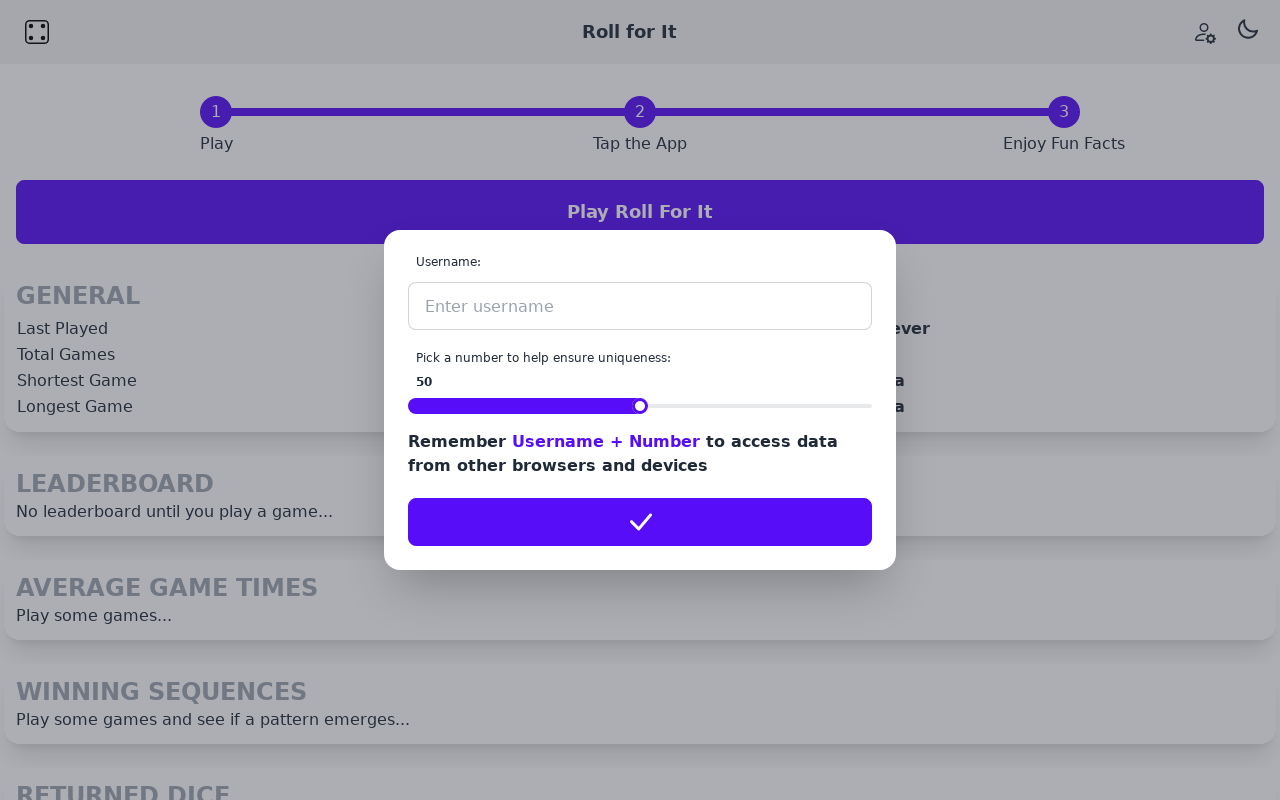 Roll for It
1
2
3
Play
Tap the App
Enjoy Fun Facts
Play Roll For It
Username:
Enter username
Pick a number to help ensure uniqueness:
50
Remember Username + Number to access data
from other browsers and devices
GENERAL
Last Played
Total Games
Shortest Game
Longest Game
LEADERBOARD
No leaderboard until you play a game...
AVERAGE GAME TIMES
Play some games...
WINNING SEQUENCES
Play some games and see if a pattern emerges...
RETURNED DICE